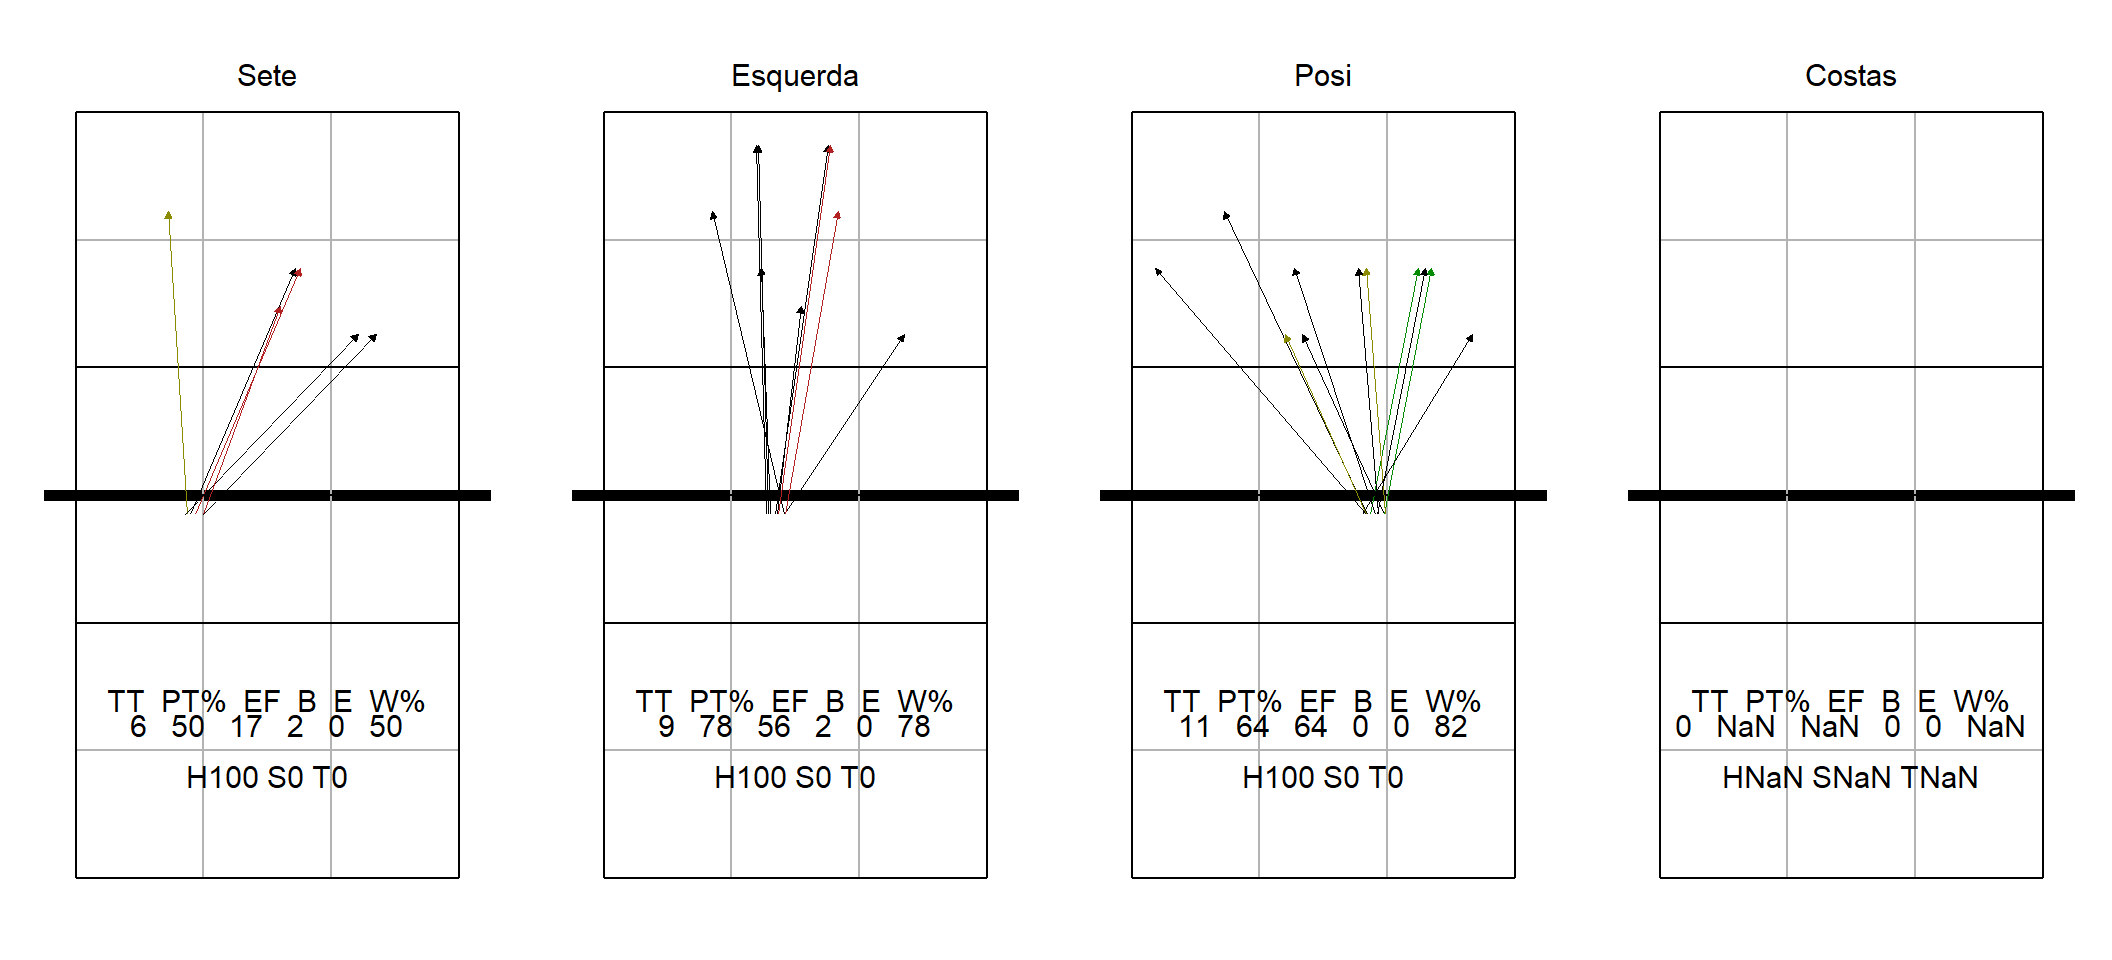 Sete
TT PT% EF B E W%
6 50 17 2 0 50
H100 S0 T0
Esquerda
TT PT% EF B E W%
9 78 56 2 0 78
H100 S0 T0
Posi
TT PT% EF B E W%
11 64 64 0 0 82
H100 S0 T0
Costas
TT PT% EF B E W%
0 NaN NaN 0 0 NaN
HNaN SNaN TNaN